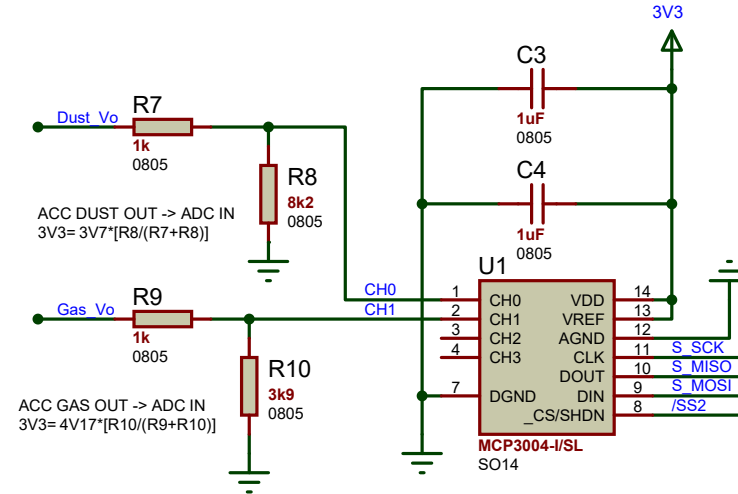 3V3
C3
1uF
0805
C4
1uF
0805
Dust_Vo
R7
1k
0805
R8
8k2
0805
ACC DUST OUT -> ADC IN
3V3= 3V7*[R8/(R7+R8)]
Gas_Vo
R9
1k
0805
R10
3k9
0805
ACC GAS OUT -> ADC IN
3V3= 4V17*[R10/(R9+R10)]
U1
CH0 1 CH0 VDD 14
CH1 2 CH1 VREF 13
3 CH2 AGND 12
4 CH3 CLK 11 S_SCK
DOUT 10 S_MISO
7 DGND DIN 9 S_MOSI
_CS/SHDN 8 /SS2
MCP3004-I/SL
SO14